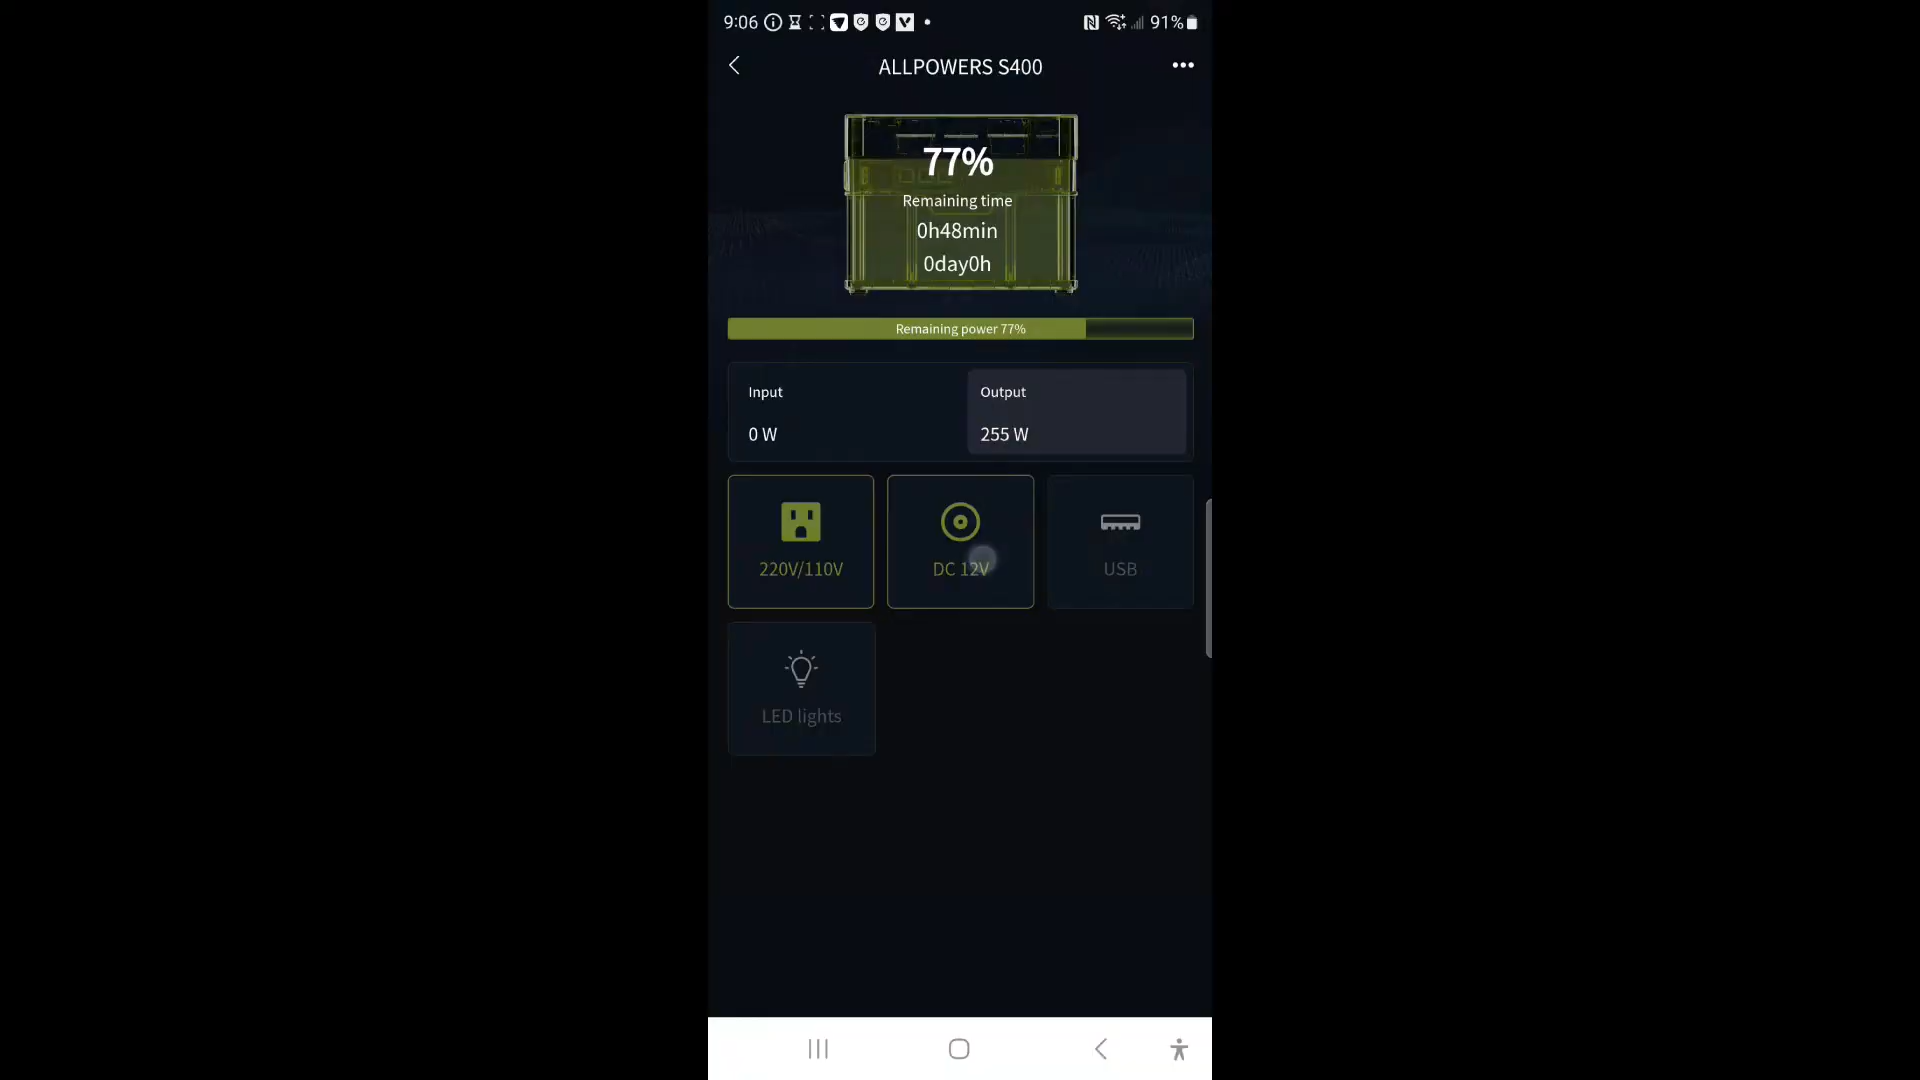 9:06 91%
ALLPOWERS S400
77%
Remaining time
0h48min
0day0h
Remaining power 77%
Input Output
0 W 255 W
220V/110V DC 12V USB
LED lights